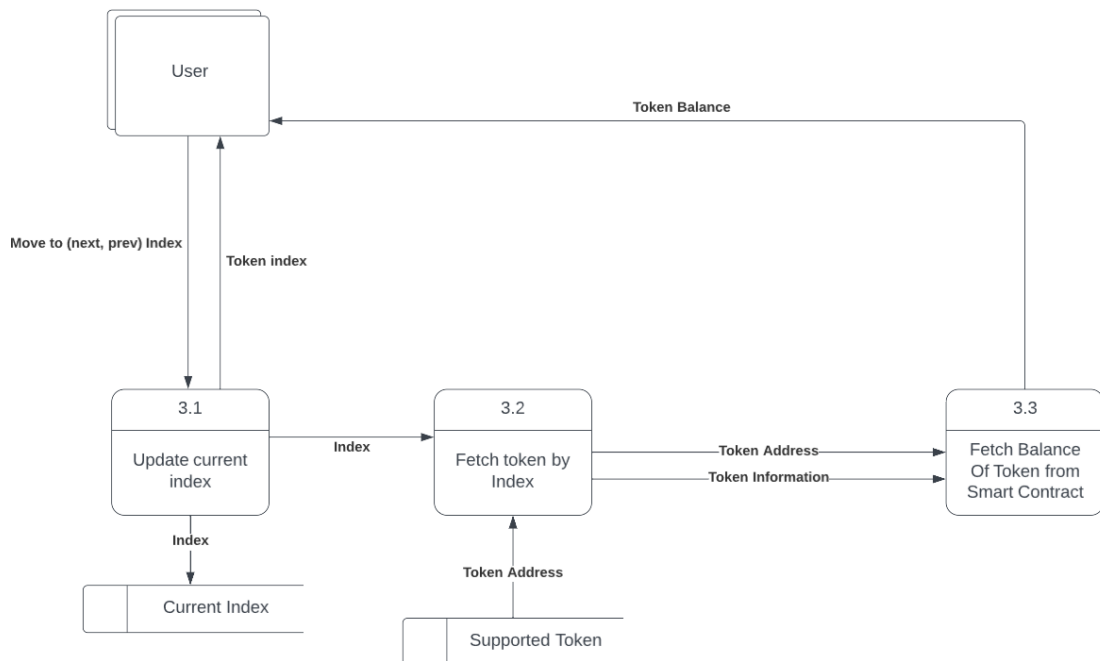 User
Token Balance
Move to (next, prev) Index
Token index
3.1
Update current
index
Index
3.2
Fetch token by
Index
Token Address
Token Information
3.3
Fetch Balance
Of Token from
Smart Contract
Index
Token Address
Current Index
Supported Token